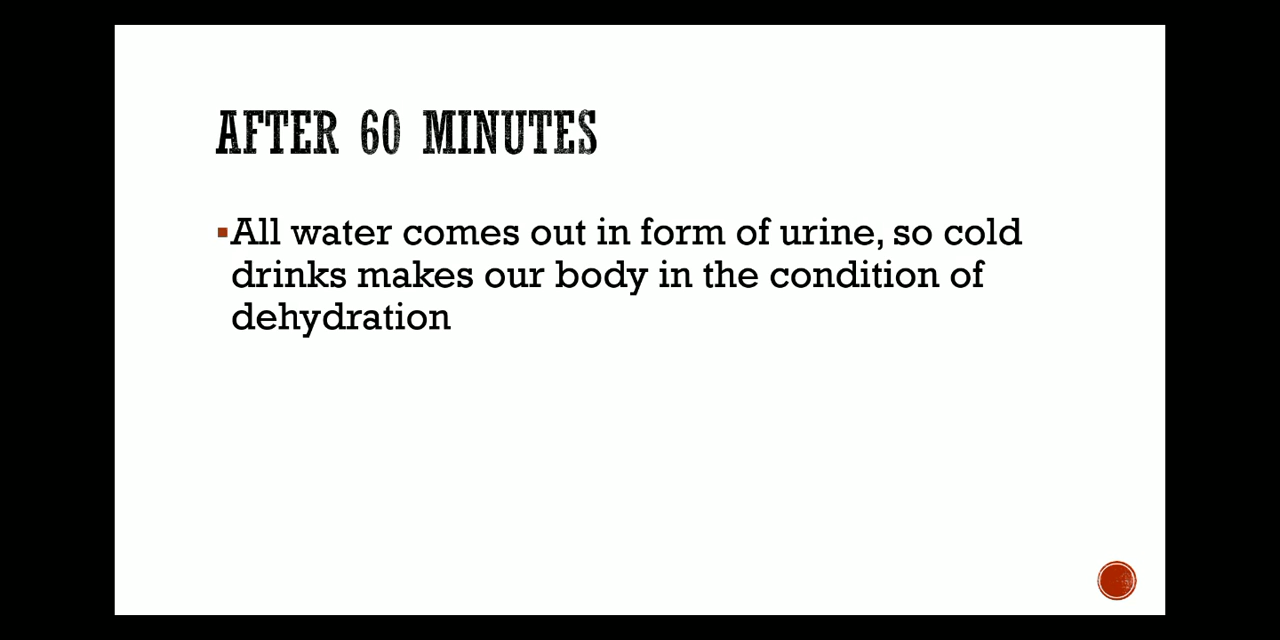 AFTER 60 MINUTES
▪All water comes out in form of urine, so cold
drinks makes our body in the condition of
dehydration